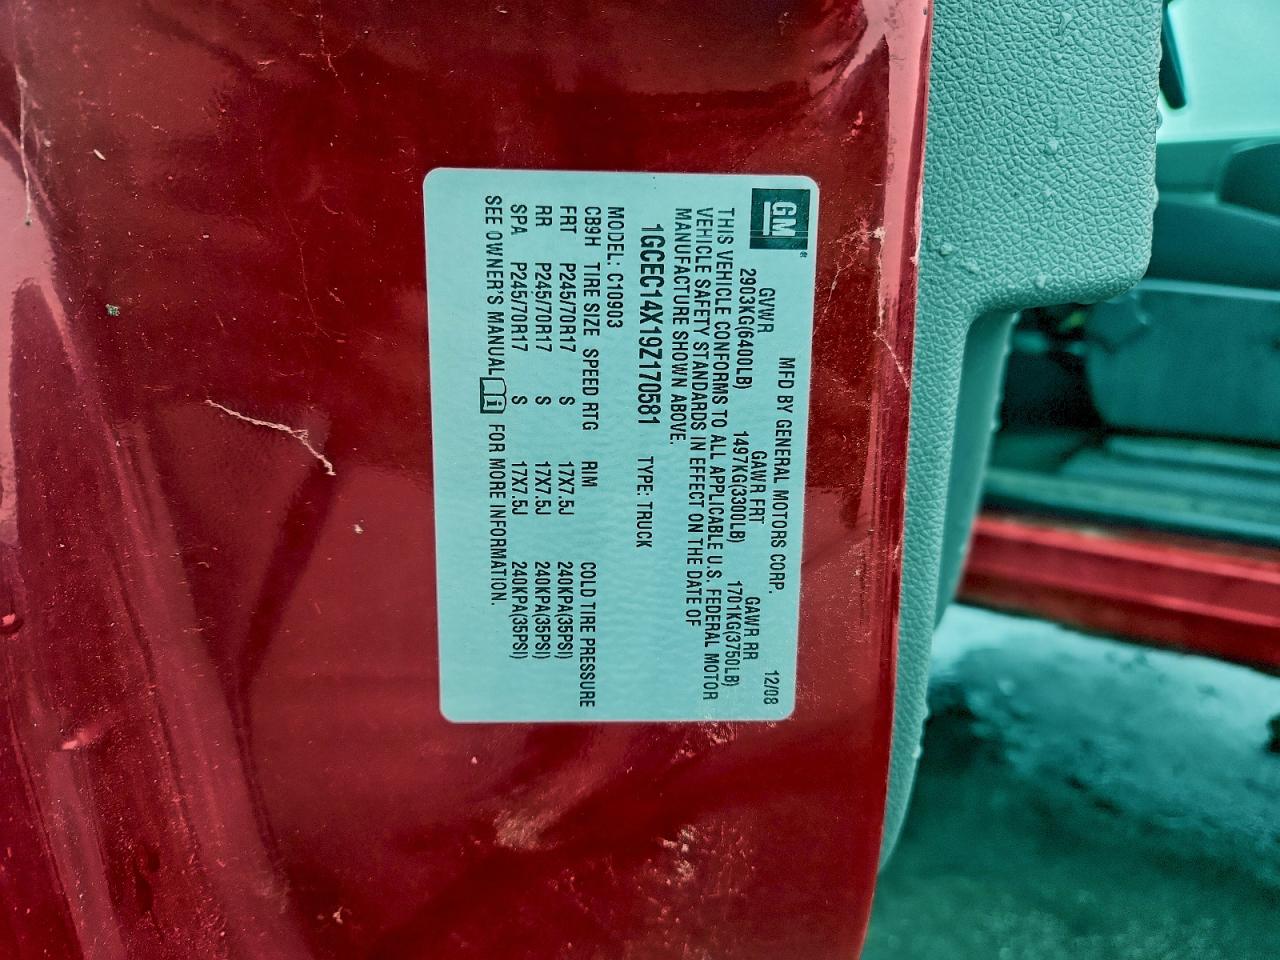 GM®
MFD BY GENERAL MOTORS CORP. 12/08
GVWR GAWR FRT GAWR RR
2903KG(6400LB) 1497KG(3300LB) 1701KG(3750LB)
THIS VEHICLE CONFORMS TO ALL APPLICABLE U.S. FEDERAL MOTOR
VEHICLE SAFETY STANDARDS IN EFFECT ON THE DATE OF
MANUFACTURE SHOWN ABOVE.
1GCEC14X19Z170581 TYPE: TRUCK
MODEL: C10903
CB9H TIRE SIZE SPEED RTG RIM COLD TIRE PRESSURE
FRT P245/70R17 S 17X7.5J 240KPA(35PSI)
RR P245/70R17 S 17X7.5J 240KPA(35PSI)
SPA P245/70R17 S 17X7.5J 240KPA(35PSI)
SEE OWNER'S MANUAL i FOR MORE INFORMATION.